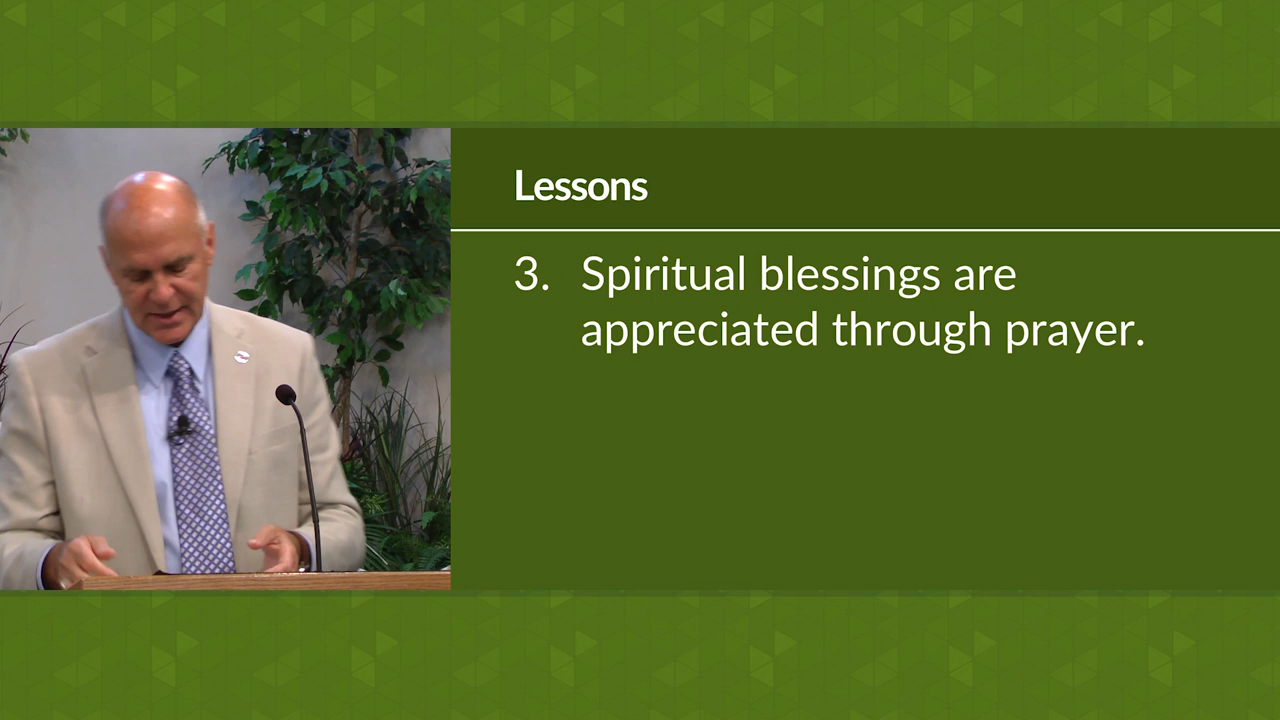 Lessons
3. Spiritual blessings are
appreciated through prayer.